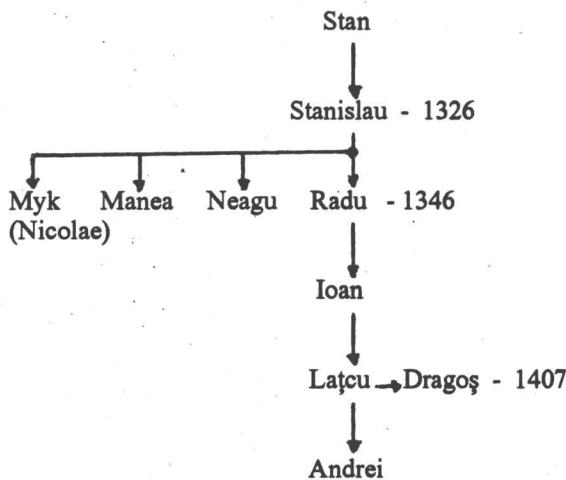 Stan
Stanislau - 1326
Myk Manea Neagu Radu - 1346
(Nicolae)
Ioan
Laţcu Dragoş - 1407
Andrei